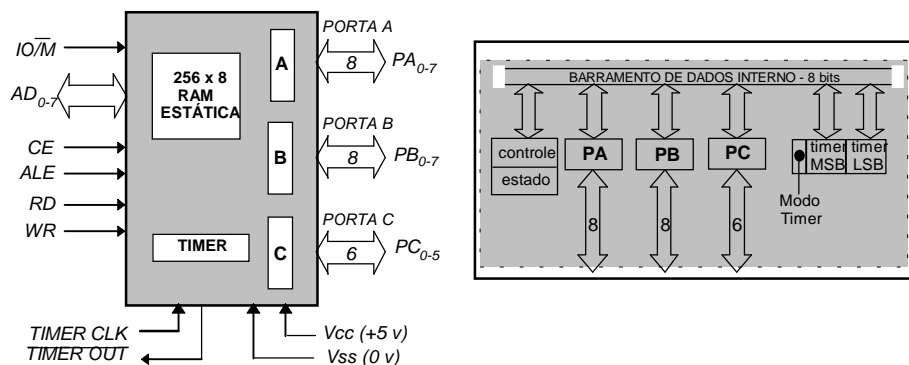 IO/M
AD0-7
CE
ALE
RD
WR
256 x 8
RAM
ESTÁTICA
TIMER
A
B
C
PORTA A
8
PA0-7
PORTA B
8
PB0-7
PORTA C
6
PC0-5
TIMER CLK
TIMER OUT
Vcc (+5 v)
Vss (0 v)
BARRAMENTO DE DADOS INTERNO - 8 bits
controle
estado
PA
PB
PC
timer
MSB
timer
LSB
Modo
Timer
8
8
6